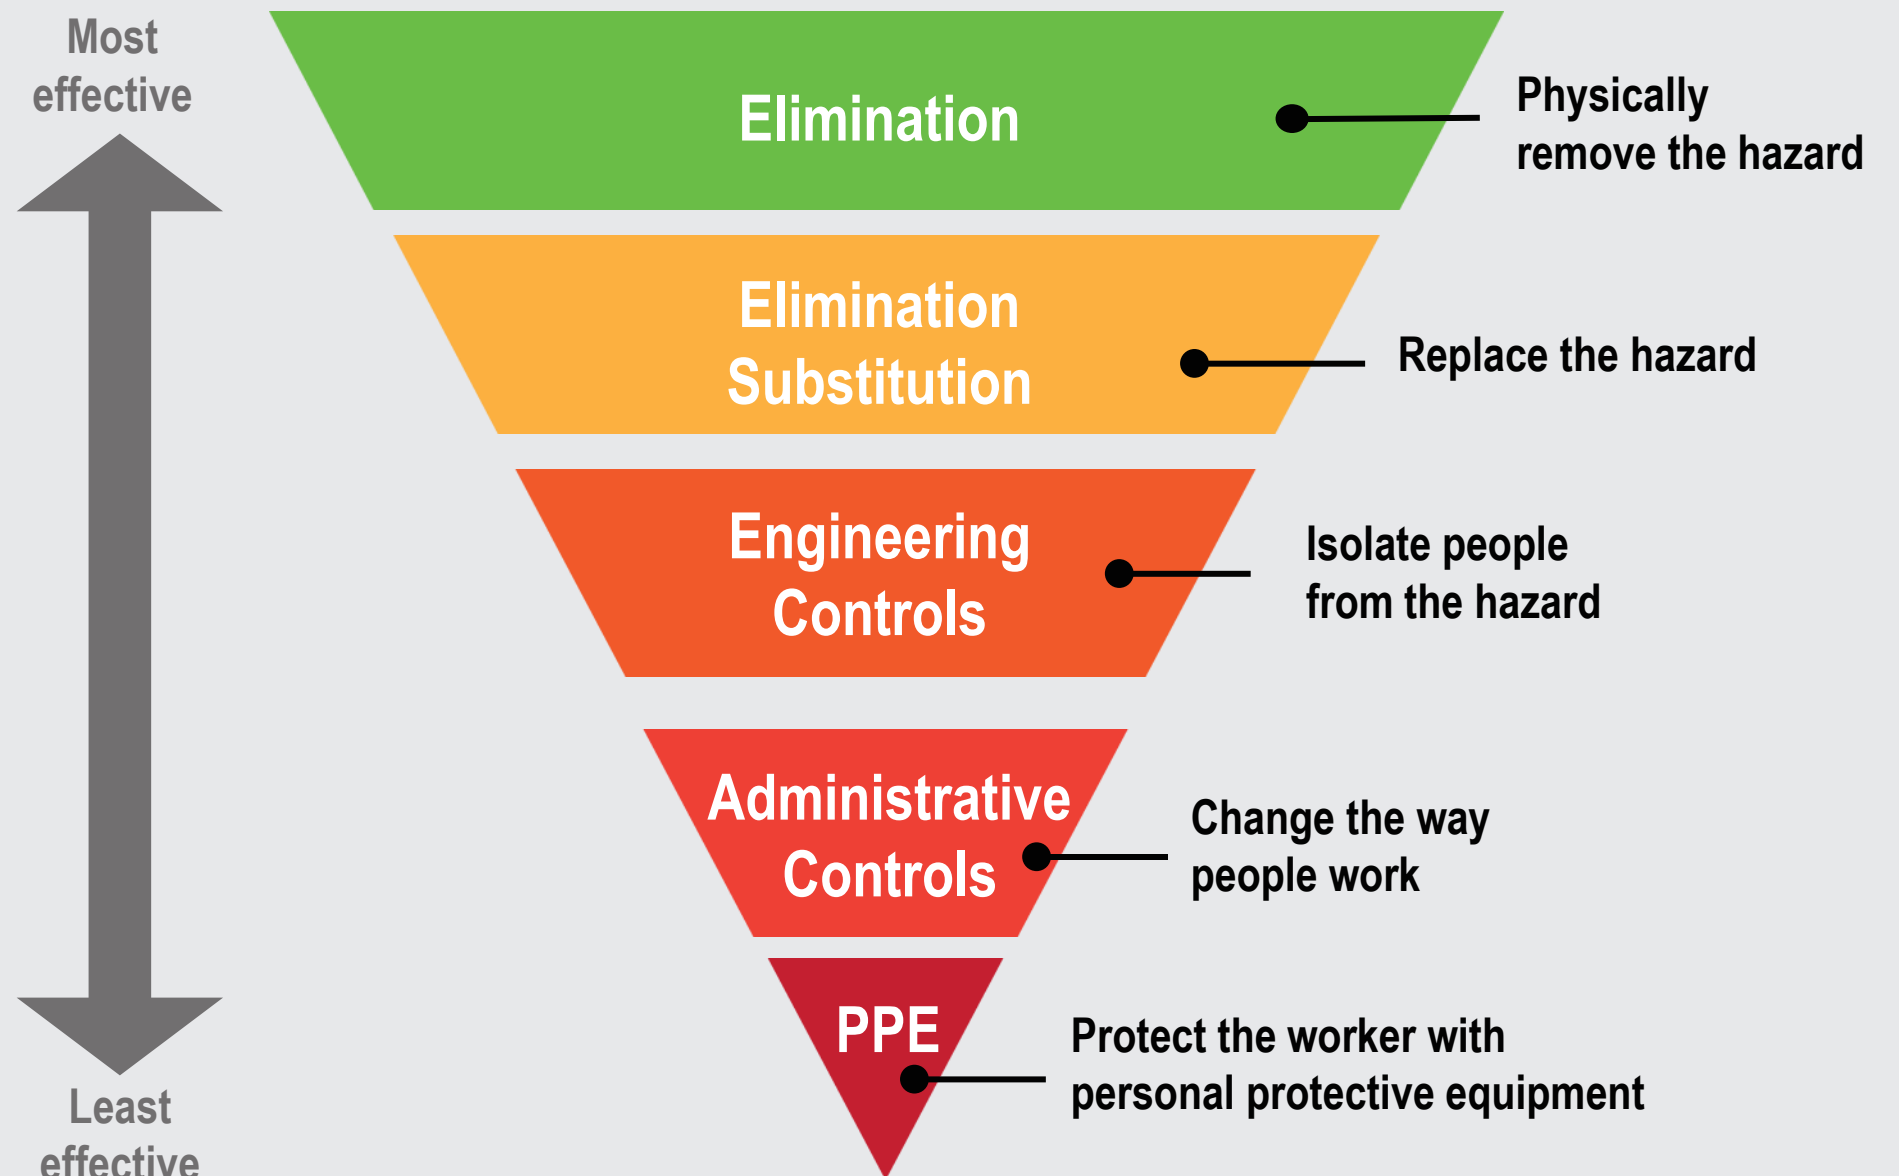 Most
effective
Elimination
Physically
remove the hazard
Elimination
Substitution
Replace the hazard
Engineering
Controls
Isolate people
from the hazard
Administrative
Controls
Change the way
people work
PPE
Protect the worker with
personal protective equipment
Least
effective